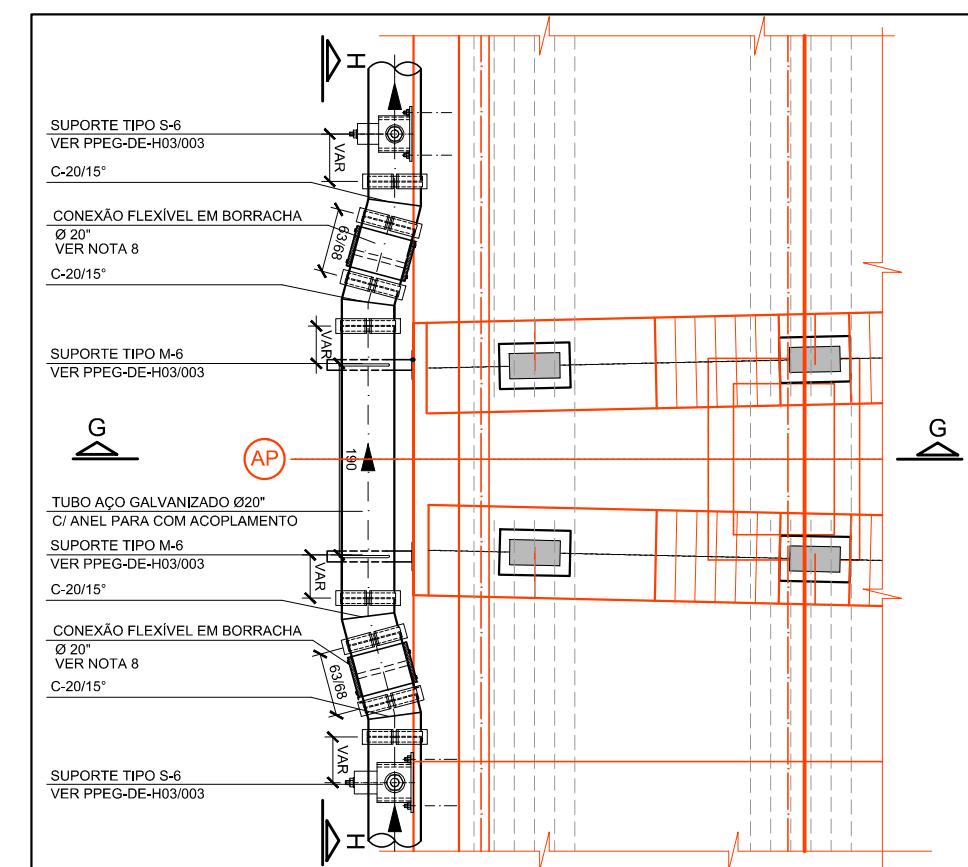 H
SUPORTE TIPO S-6
VER PPEG-DE-H03/003
VAR
C-20/15°
CONEXÃO FLEXÍVEL EM BORRACHA
Ø 20"
VER NOTA 8
63/68
C-20/15°
VAR
SUPORTE TIPO M-6
VER PPEG-DE-H03/003
G
AP
190
G
TUBO AÇO GALVANIZADO Ø20"
C/ ANEL PARA COM ACOPLAMENTO
SUPORTE TIPO M-6
VER PPEG-DE-H03/003
VAR
C-20/15°
CONEXÃO FLEXÍVEL EM BORRACHA
Ø 20"
VER NOTA 8
63/68
C-20/15°
VAR
SUPORTE TIPO S-6
VER PPEG-DE-H03/003
H